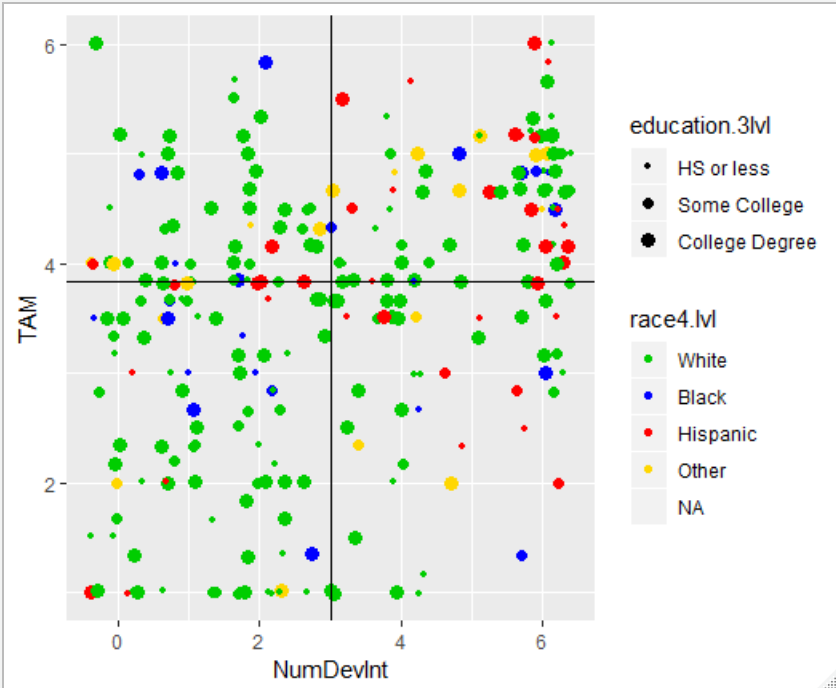 6
4
2
TAM
0 2 4 6
NumDevInt
education.3lvl
HS or less
Some College
College Degree
race4.lvl
White
Black
Hispanic
Other
NA